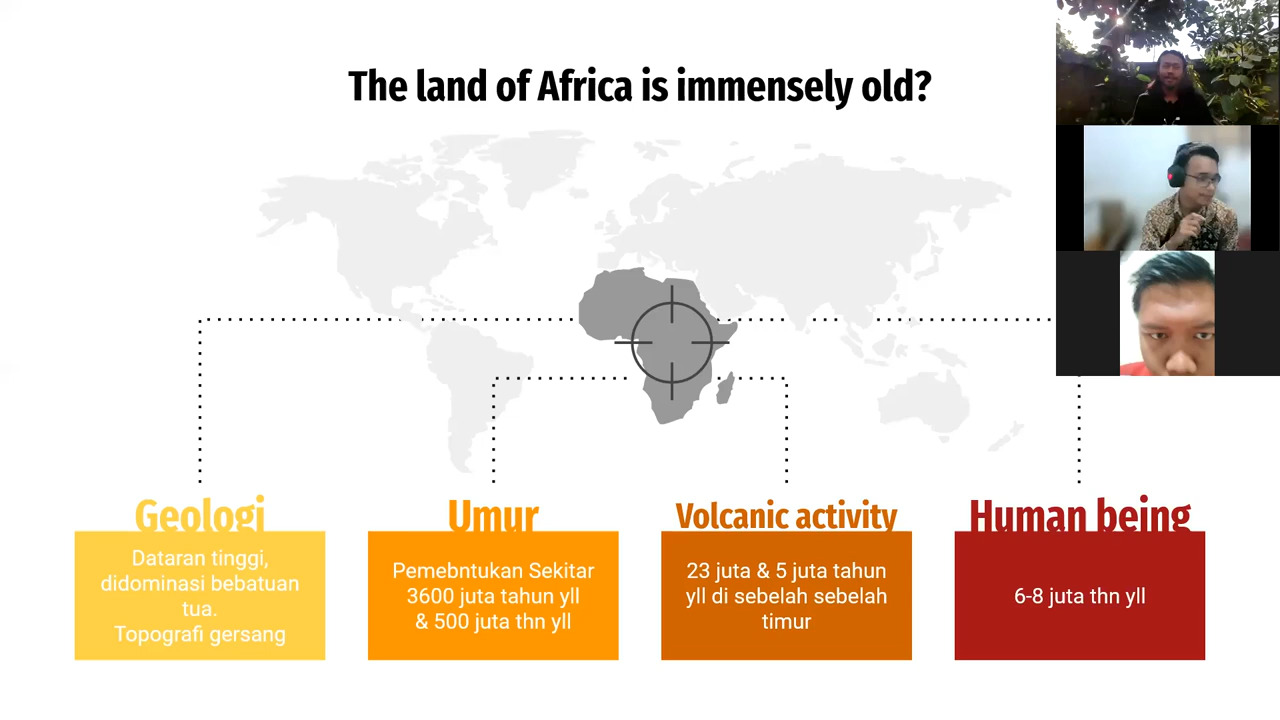 The land of Africa is immensely old?
Geologi
Dataran tinggi,
didominasi bebatuan
tua.
Topografi gersang
Umur
Pemebntukan Sekitar
3600 juta tahun yll
& 500 juta thn yll
Volcanic activity
23 juta & 5 juta tahun
yll di sebelah sebelah
timur
Human being
6-8 juta thn yll